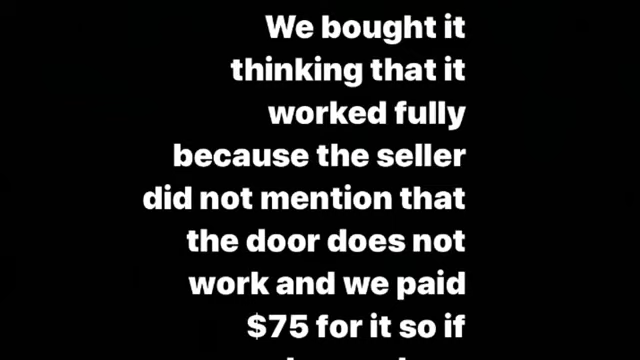 We bought it
thinking that it
worked fully
because the seller
did not mention that
the door does not
work and we paid
$75 for it so if